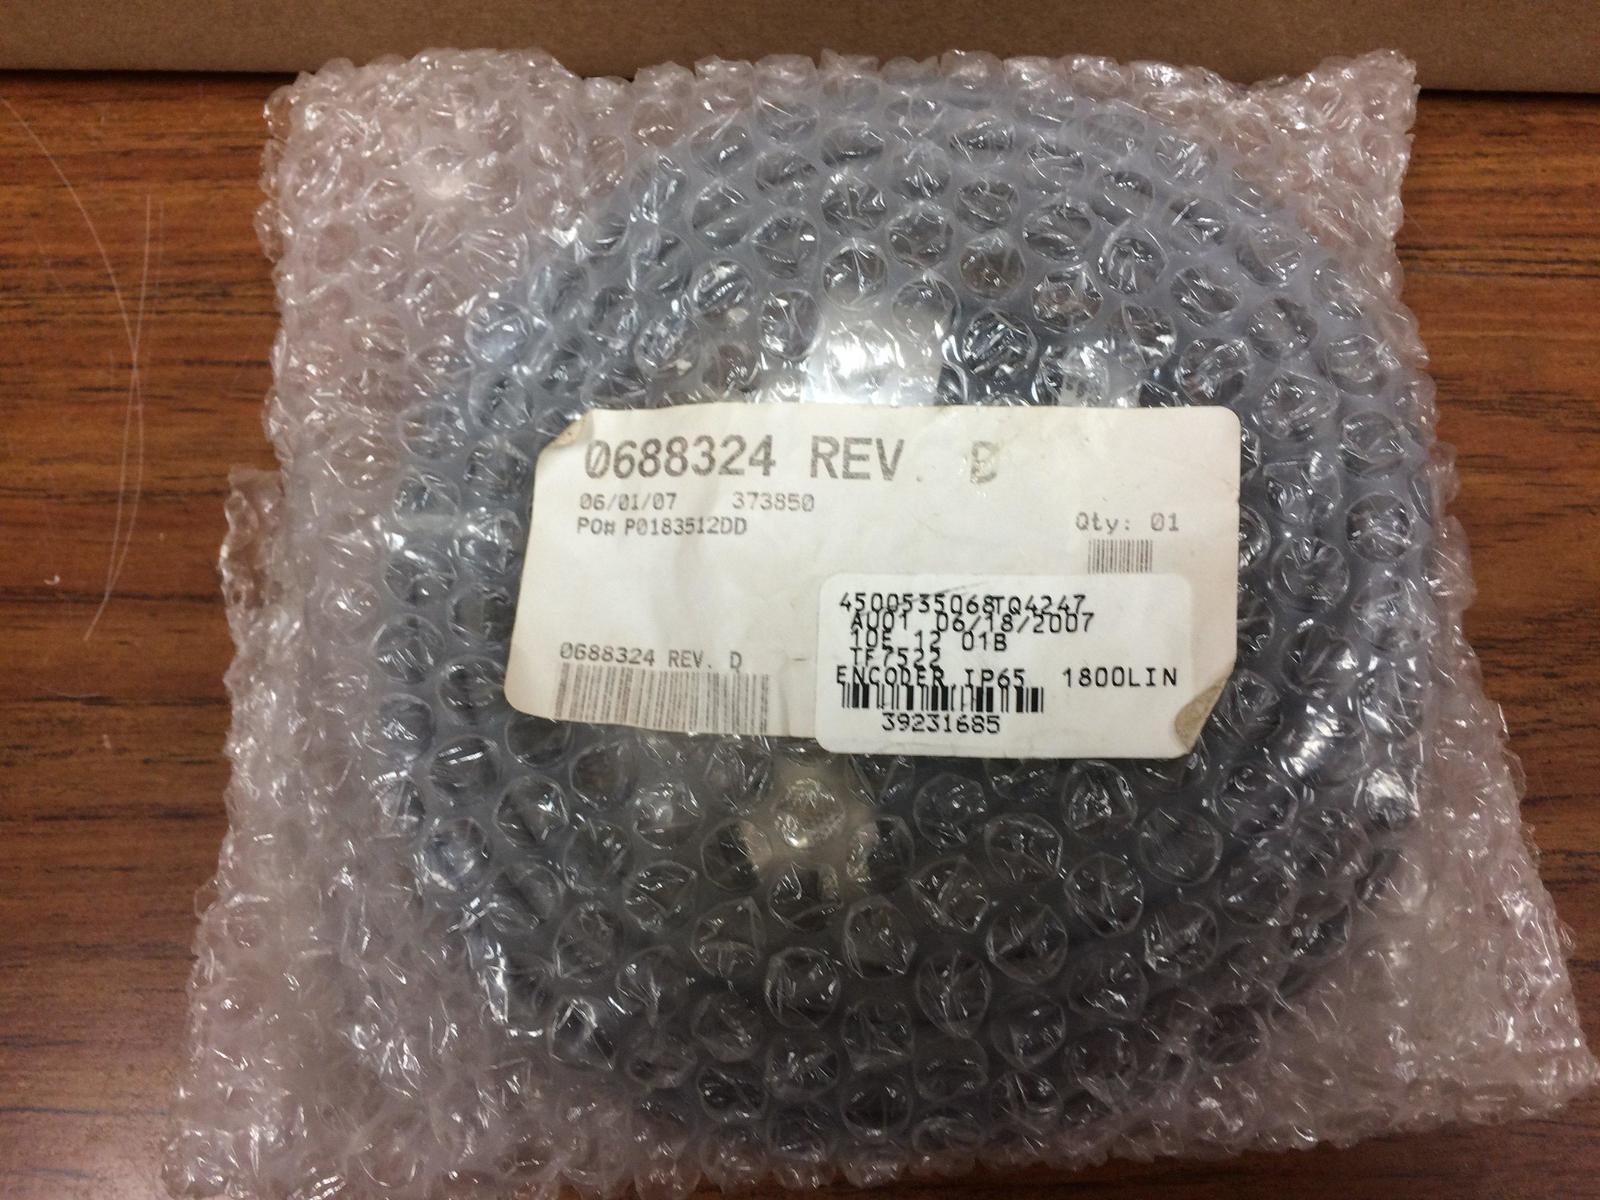 0688324 REV. D
06/01/07 373850
PO# P0183512DD
Qty: 01
0688324 REV. D
4500535068TQ4247
AU01 06/18/2007
10E 12 01B
TF7522
ENCODER IP65 1800LIN
39231685